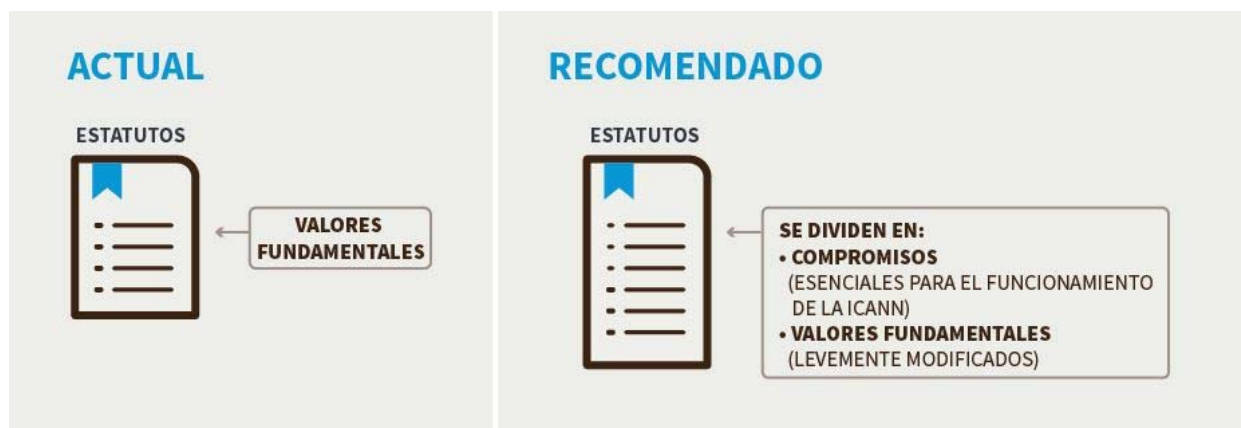 ACTUAL
ESTATUTOS
VALORES
FUNDAMENTALES
RECOMENDADO
ESTATUTOS
SE DIVIDEN EN:
• COMPROMISOS
(ESENCIALES PARA EL FUNCIONAMIENTO
DE LA ICANN)
• VALORES FUNDAMENTALES
(LEVEMENTE MODIFICADOS)